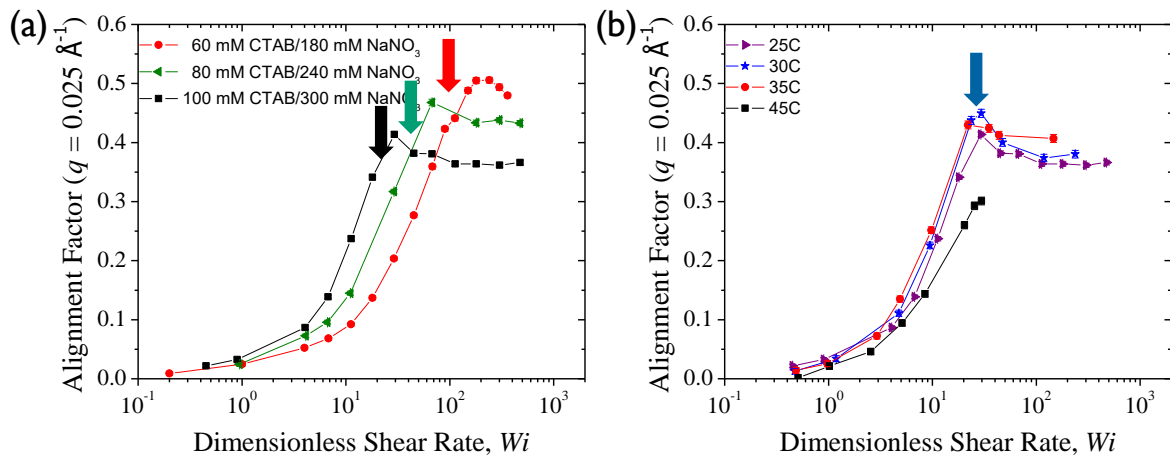 (a)
0.6
0.5
0.4
0.3
0.2
0.1
0.0
Alignment Factor (q = 0.025 Å⁻¹)
60 mM CTAB/180 mM NaNO₃
80 mM CTAB/240 mM NaNO₃
100 mM CTAB/300 mM NaNO₃
10⁻¹ 10⁰ 10¹ 10² 10³
Dimensionless Shear Rate, Wi
(b)
0.6
0.5
0.4
0.3
0.2
0.1
0.0
Alignment Factor (q = 0.025 Å⁻¹)
25C
30C
35C
45C
10⁻¹ 10⁰ 10¹ 10² 10³
Dimensionless Shear Rate, Wi